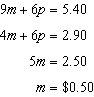 9m + 6p = 5.40
4m + 6p = 2.90
5m = 2.50
m = $0.50